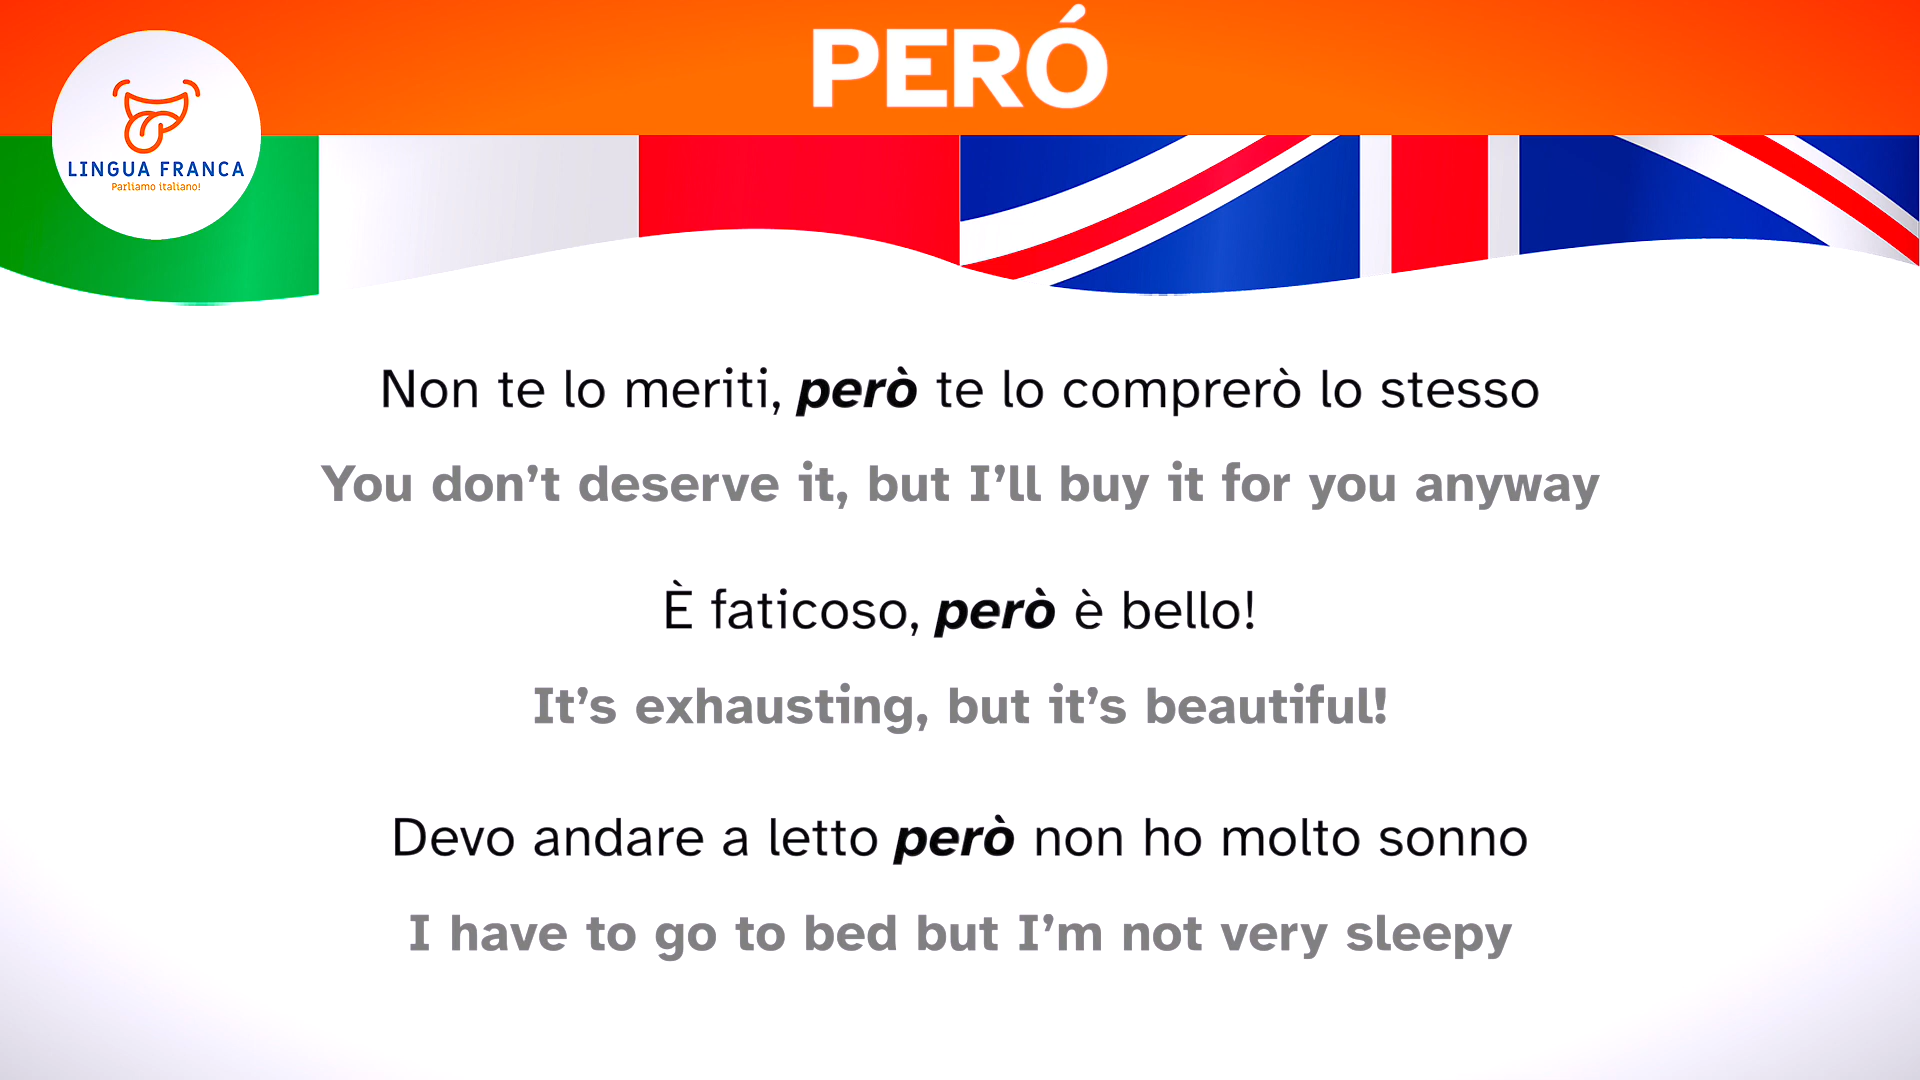 PERÓ
LINGUA FRANCA
Parliamo italiano!
Non te lo meriti, però te lo comprerò lo stesso
You don’t deserve it, but I’ll buy it for you anyway
È faticoso, però è bello!
It’s exhausting, but it’s beautiful!
Devo andare a letto però non ho molto sonno
I have to go to bed but I’m not very sleepy